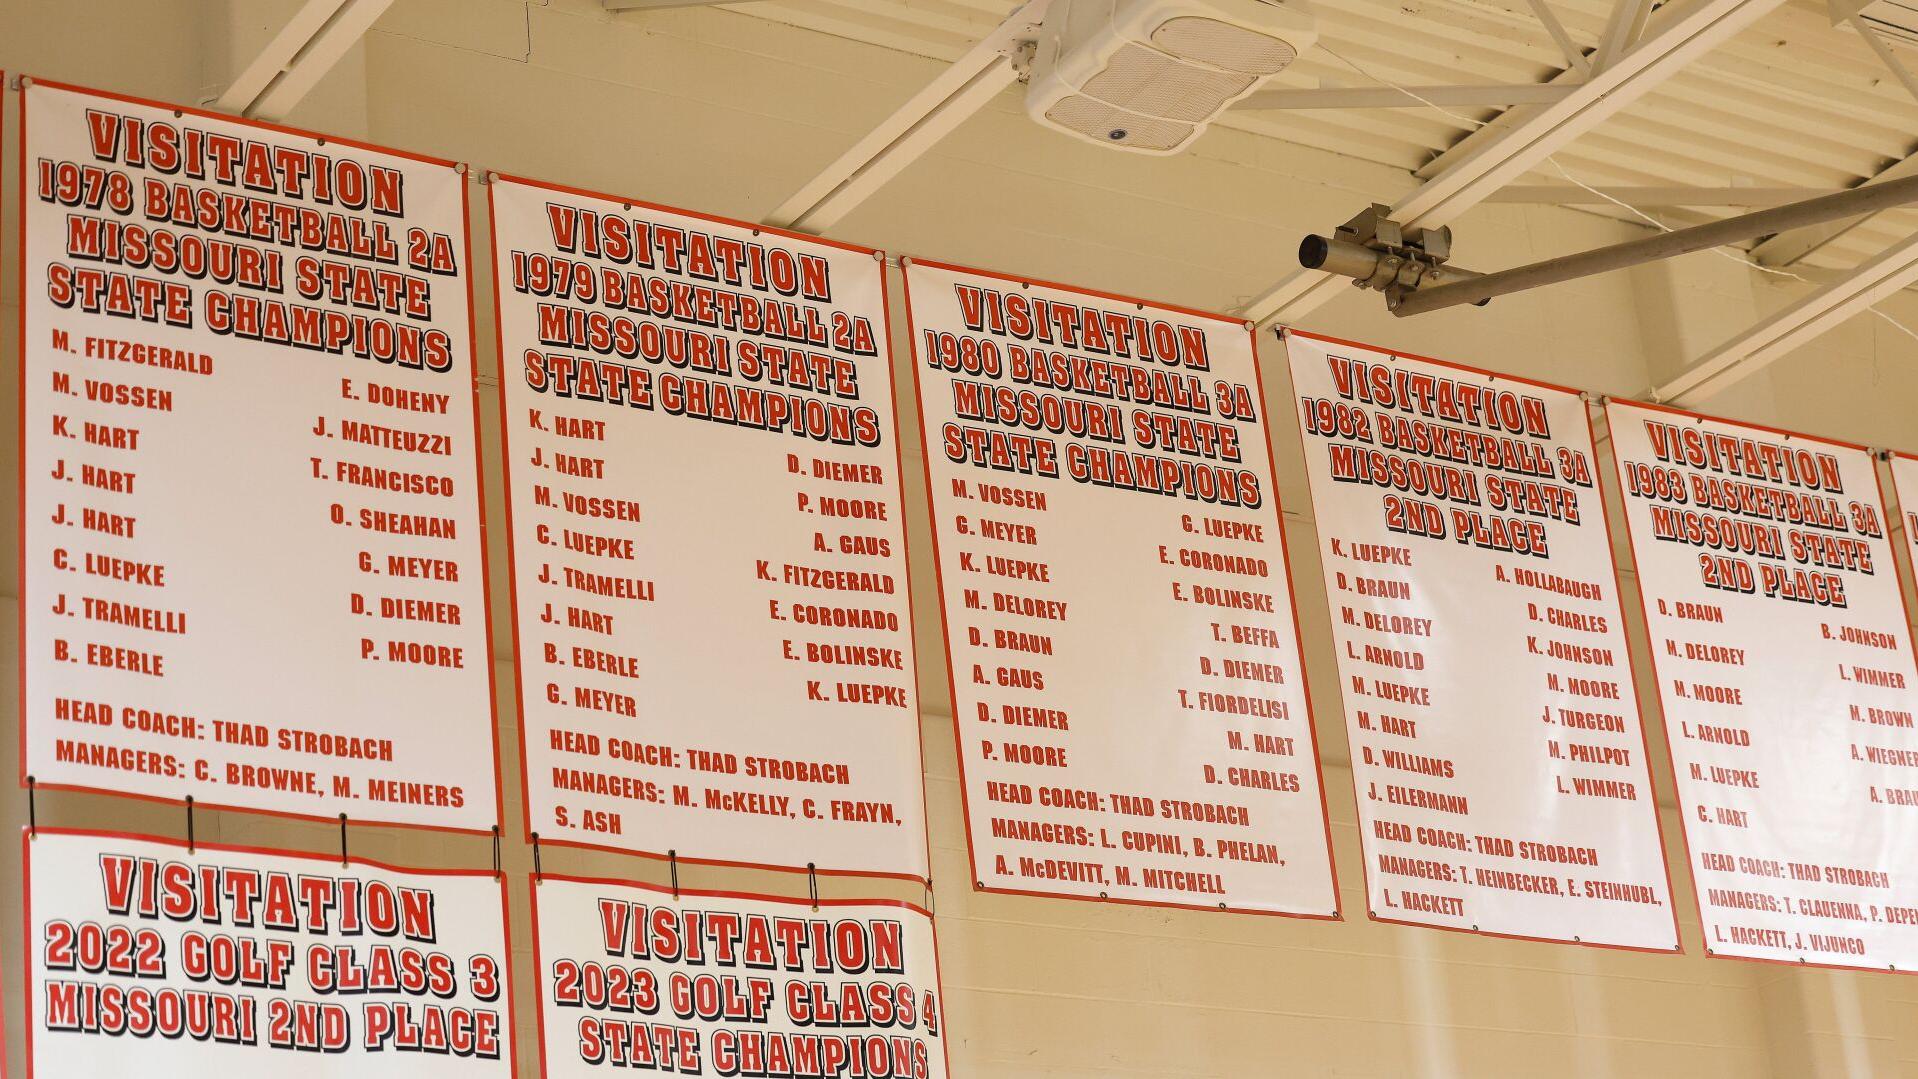 VISITATION
1978 BASKETBALL 2A
MISSOURI STATE
STATE CHAMPIONS
M. FITZGERALD
M. VOSSEN
K. HART
J. HART
J. HART
C. LUEPKE
J. TRAMELLI
B. EBERLE
E. DOHENY
J. MATTEUZZI
T. FRANCISCO
O. SHEAHAN
G. MEYER
D. DIEMER
P. MOORE
HEAD COACH: THAD STROBACH
MANAGERS: C. BROWNE, M. MEINERS
VISITATION
1979 BASKETBALL 2A
MISSOURI STATE
STATE CHAMPIONS
K. HART
J. HART
M. VOSSEN
C. LUEPKE
J. TRAMELLI
J. HART
B. EBERLE
G. MEYER
D. DIEMER
P. MOORE
A. GAUS
K. FITZGERALD
E. CORONADO
E. BOLINSKE
K. LUEPKE
HEAD COACH: THAD STROBACH
MANAGERS: M. McKELLY, C. FRAYN,
S. ASH
VISITATION
1980 BASKETBALL 3A
MISSOURI STATE
STATE CHAMPIONS
M. VOSSEN
G. MEYER
K. LUEPKE
M. DELOREY
D. BRAUN
A. GAUS
D. DIEMER
P. MOORE
G. LUEPKE
E. CORONADO
E. BOLINSKE
T. BEFFA
D. DIEMER
T. FIORDELISI
M. HART
D. CHARLES
HEAD COACH: THAD STROBACH
MANAGERS: L. CUPINI, B. PHELAN,
A. McDEVITT, M. MITCHELL
VISITATION
1982 BASKETBALL 3A
MISSOURI STATE
2ND PLACE
K. LUEPKE
D. BRAUN
M. DELOREY
L. ARNOLD
M. LUEPKE
M. HART
D. WILLIAMS
J. EILERMANN
A. HOLLABAUGH
D. CHARLES
K. JOHNSON
M. MOORE
J. TURGEON
M. PHILPOT
L. WIMMER
HEAD COACH: THAD STROBACH
MANAGERS: T. HEINBECKER, E. STEINHUBL,
L. HACKETT
VISITATION
1983 BASKETBALL 3A
MISSOURI STATE
2ND PLACE
D. BRAUN
M. DELOREY
M. MOORE
L. ARNOLD
M. LUEPKE
C. HART
B. JOHNSON
L. WIMMER
M. BROWN
A. WIEGNER
A. BRAU
HEAD COACH: THAD STROBACH
MANAGERS: T. CLAUENNA, P. DEPE
L. HACKETT, J. VIJUNCO
VISITATION
2022 GOLF CLASS 3
MISSOURI 2ND PLACE
VISITATION
2023 GOLF CLASS 4
STATE CHAMPIONS